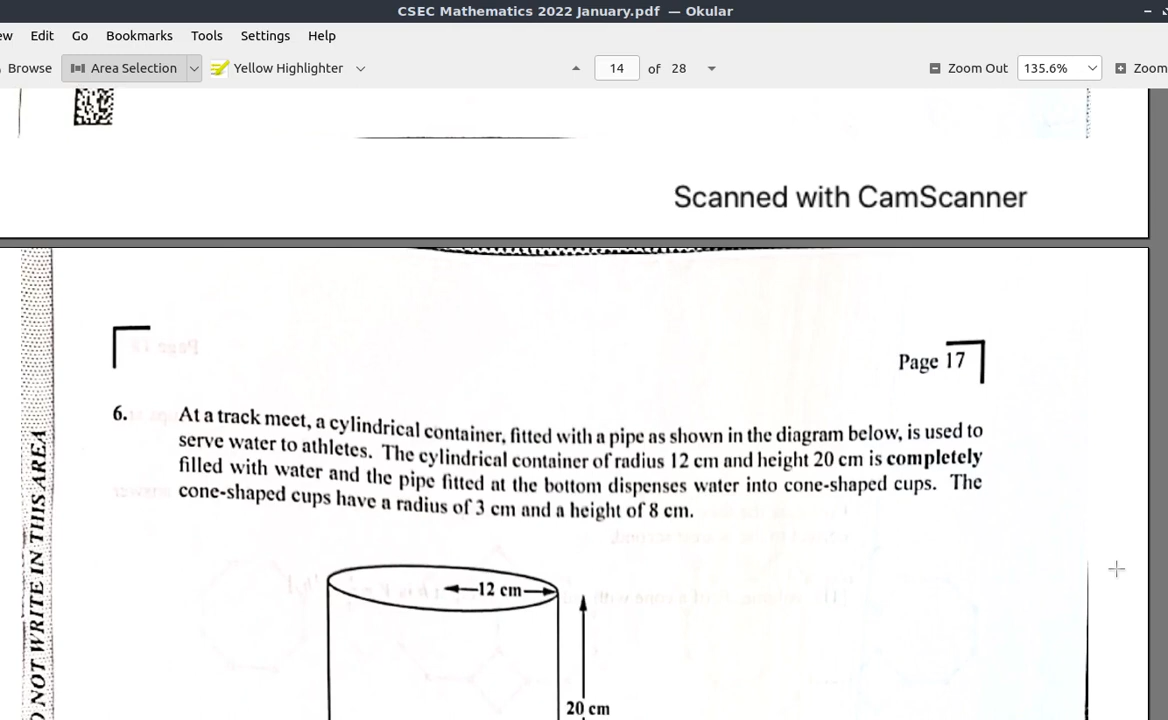 CSEC Mathematics 2022 January.pdf — Okular
ew Edit Go Bookmarks Tools Settings Help
Browse Area Selection Yellow Highlighter 14 of 28 Zoom Out 135.6% Zoom
Scanned with CamScanner
Page 17
6. At a track meet, a cylindrical container, fitted with a pipe as shown in the diagram below, is used to
serve water to athletes. The cylindrical container of radius 12 cm and height 20 cm is completely
filled with water and the pipe fitted at the bottom dispenses water into cone-shaped cups. The
cone-shaped cups have a radius of 3 cm and a height of 8 cm.
12 cm
20 cm
O NOT WRITE IN THIS AREA